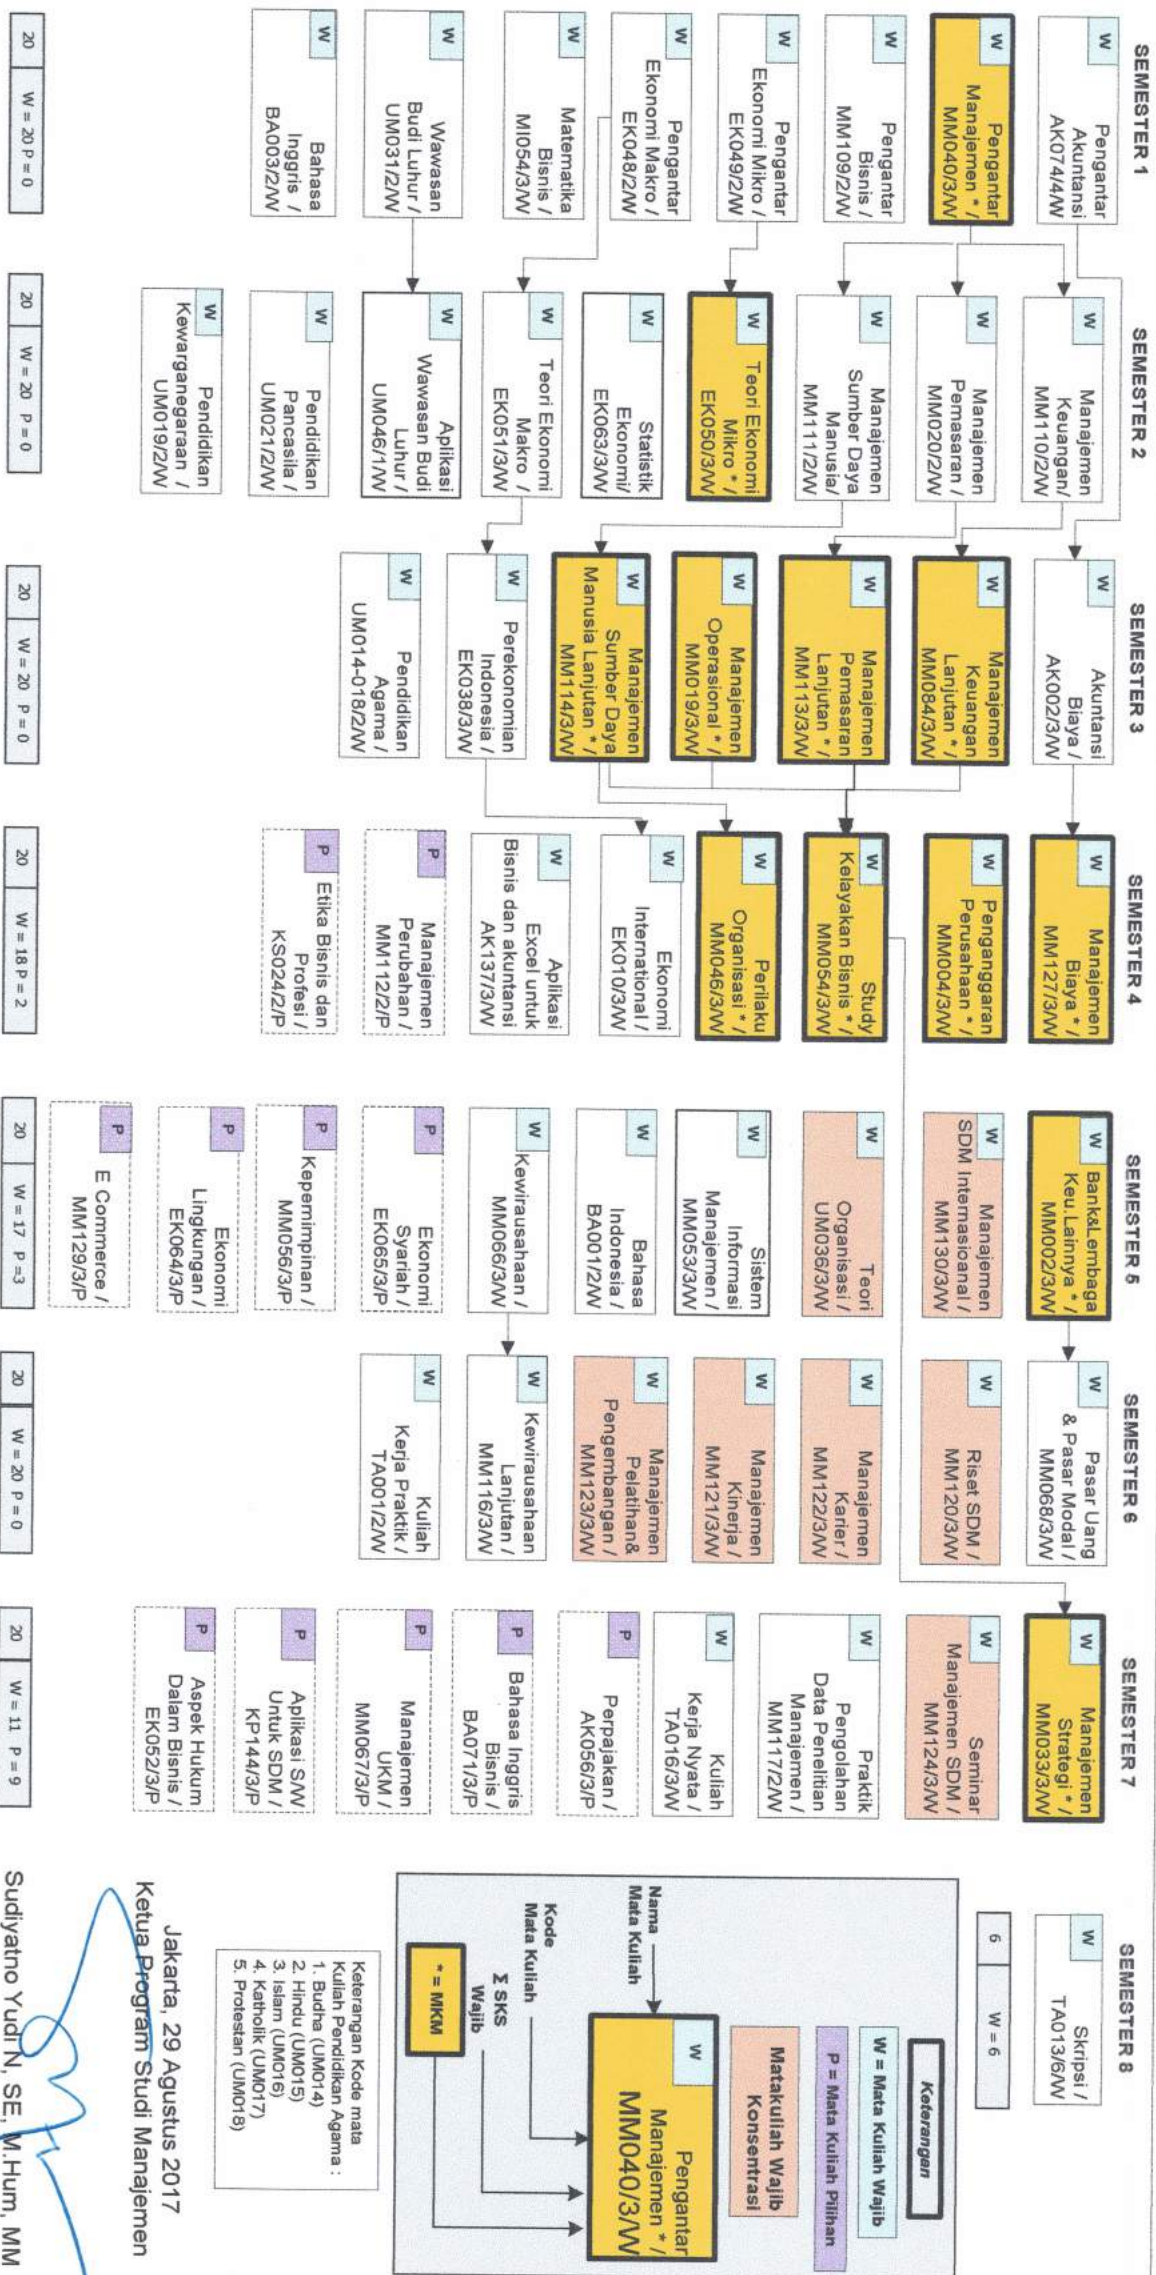 SEMESTER 1
W
Pengantar
Akuntansi
AK074/4/W
W
Pengantar
Manajemen * /
MM040/3/W
W
Pengantar
Bisnis /
MM109/2/W
W
Pengantar
Ekonomi Mikro /
EK049/2/W
W
Pengantar
Ekonomi Makro /
EK048/2/W
W
Matematika
Bisnis /
MI054/3/W
W
Wawasan
Budi Luhur /
UM031/2/W
W
Bahasa
Inggris /
BA003/2/W
20 W = 20 P = 0
SEMESTER 2
W
Manajemen
Keuangan/
MM110/2/W
W
Manajemen
Pemasaran /
MM020/2/W
W
Manajemen
Sumber Daya
Manusia/
MM111/2/W
W
Teori Ekonomi
Mikro * /
EK050/3/W
W
Statistik
Ekonomi/
EK063/3/W
W
Teori Ekonomi
Makro /
EK051/3/W
W
Aplikasi
Wawasan Budi
Luhur /
UM046/1/W
W
Pendidikan
Pancasila /
UM021/2/W
W
Pendidikan
Kewarganegaraan /
UM019/2/W
20 W = 20 P = 0
SEMESTER 3
W
Akuntansi
Biaya /
AK002/3/W
W
Manajemen
Keuangan
Lanjutan * /
MM084/3/W
W
Manajemen
Pemasaran
Lanjutan * /
MM113/3/W
W
Manajemen
Operasional * /
MM019/3/W
W
Manajemen
Sumber Daya
Manusia Lanjutan * /
MM114/3/W
W
Perekonomian
Indonesia /
EK038/3/W
W
Pendidikan
Agama /
UM014-018/2/W
20 W = 20 P = 0
SEMESTER 4
W
Manajemen
Biaya * /
MM127/3/W
W
Penganggaran
Perusahaan * /
MM004/3/W
W
Study
Kelayakan Bisnis * /
MM054/3/W
W
Perilaku
Organisasi * /
MM046/3/W
W
Ekonomi
International /
EK010/3/W
W
Aplikasi
Excel untuk
Bisnis dan akuntansi
AK137/3/W
P
Manajemen
Perubahan /
MM112/2/P
P
Etika Bisnis dan
Profesi /
KS024/2/P
20 W = 18 P = 2
SEMESTER 5
W
Bank&Lembaga
Keu.Lainnya * /
MM002/3/W
W
Manajemen
SDM Internasioanal /
MM130/3/W
W
Teori
Organisasi /
UM036/3/W
W
Sistem
Informasi
Manajemen /
MM053/3/W
W
Bahasa
Indonesia /
BA001/2/W
W
Kewirausahaan /
MM066/3/W
P
Ekonomi
Syariah /
EK065/3/P
P
Kepemimpinan /
MM056/3/P
P
Ekonomi
Lingkungan /
EK064/3/P
P
E Commerce /
MM129/3/P
20 W = 17 P =3
SEMESTER 6
W
Pasar Uang
& Pasar Modal /
MM068/3/W
W
Riset SDM /
MM120/3/W
W
Manajemen
Karier /
MM122/3/W
W
Manajemen
Kinerja /
MM121/3/W
W
Manajemen
Pelatihan&
Pengembangan /
MM123/3/W
W
Kewirausahaan
Lanjutan /
MM116/3/W
W
Kuliah
Kerja Praktik /
TA001/2/W
20 W = 20 P = 0
SEMESTER 7
W
Manajemen
Strategi * /
MM033/3/W
W
Seminar
Manajemen SDM /
MM124/3/W
W
Praktik
Pengolahan
Data Penelitian
Manajemen /
MM117/2/W
W
Kuliah
Kerja Nyata /
TA016/3/W
P
Perpajakan /
AK056/3/P
P
Bahasa Inggris
Bisnis /
BA071/3/P
P
Manajemen
UKM /
MM067/3/P
P
Aplikasi S/W
Untuk SDM /
KP144/3/P
P
Aspek Hukum
Dalam Bisnis /
EK052/3/P
20 W = 11 P = 9
SEMESTER 8
W
Skripsi /
TA013/6/W
6 W = 6
Keterangan
W = Mata Kuliah Wajib
P = Mata Kuliah Pilihan
Matakuliah Wajib
Konsentrasi
Nama
Mata Kuliah
W
Pengantar
Manajemen * /
MM040/3/W
Kode
Mata Kuliah
Σ SKS
Wajib
* = MKM
Keterangan Kode mata
Kuliah Pendidikan Agama :
1. Budha (UM014)
2. Hindu (UM015)
3. Islam (UM016)
4. Katholik (UM017)
5. Protestan (UM018)
Jakarta, 29 Agustus 2017
Ketua Program Studi Manajemen
Sudiyatno Yudi N, SE, M.Hum, MM